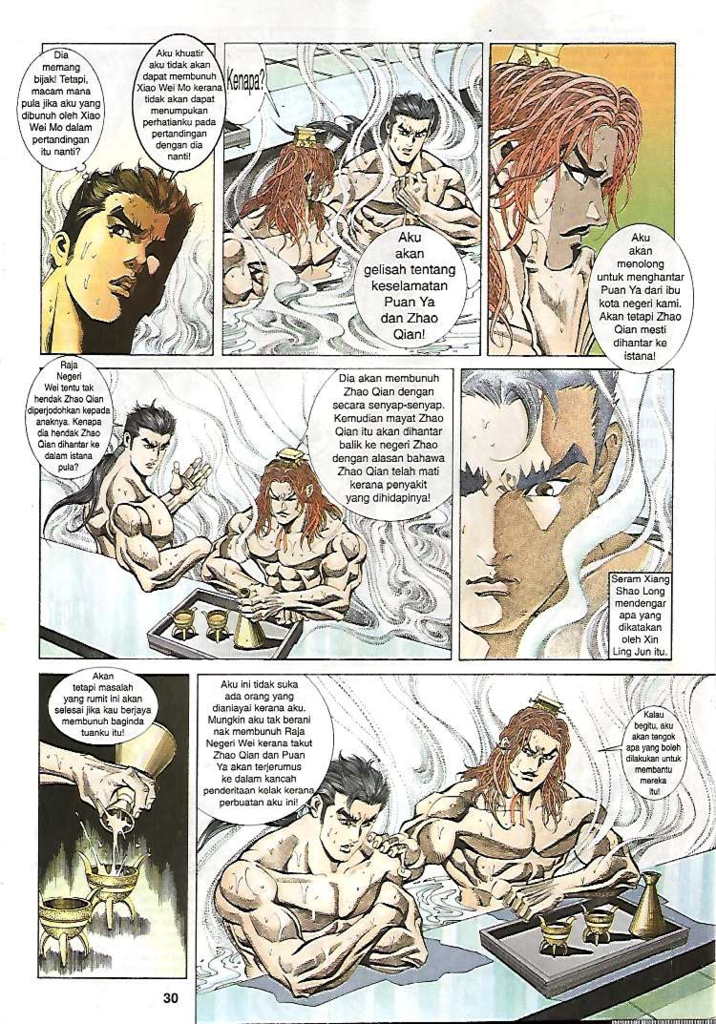 Dia
memang
bijak! Tetapi,
macam mana
pula jika aku yang
dibunuh oleh Xiao
Wei Mo dalam
pertandingan
itu nanti?
Aku khuatir
aku tidak akan
dapat membunuh
Xiao Wei Mo kerana
tidak akan dapat
menumpukan
perhatianku pada
pertandingan
dengan dia
nanti!
Kenapa?
Aku
akan
gelisah tentang
keselamatan
Puan Ya
dan Zhao
Qian!
Aku
akan
menolong
untuk menghantar
Puan Ya dari ibu
kota negeri kami.
Akan tetapi Zhao
Qian mesti
dihantar ke
istana!
Raja
Negeri
Wei tentu tak
hendak Zhao Qian
diperjodohkan kepada
anaknya. Kenapa
dia hendak Zhao
Qian dihantar ke
dalam istana
pula?
Dia akan membunuh
Zhao Qian dengan
secara senyap-senyap.
Kemudian mayat Zhao
Qian itu akan dihantar
balik ke negeri Zhao
dengan alasan bahawa
Zhao Qian telah mati
kerana penyakit
yang dihidapinya!
Seram Xiang
Shao Long
mendengar
apa yang
dikatakan
oleh Xin
Ling Jun itu.
Akan
tetapi masalah
yang rumit ini akan
selesai jika kau berjaya
membunuh baginda
tuanku itu!
Aku ini tidak suka
ada orang yang
dianiayai kerana aku.
Mungkin aku tak berani
nak membunuh Raja
Negeri Wei kerana takut
Zhao Qian dan Puan
Ya akan terjerumus
ke dalam kancah
penderitaan kelak kerana
perbuatan aku ini!
Kalau
begitu, aku
akan tengok
apa yang boleh
dilakukan untuk
membantu
mereka
itu!
30